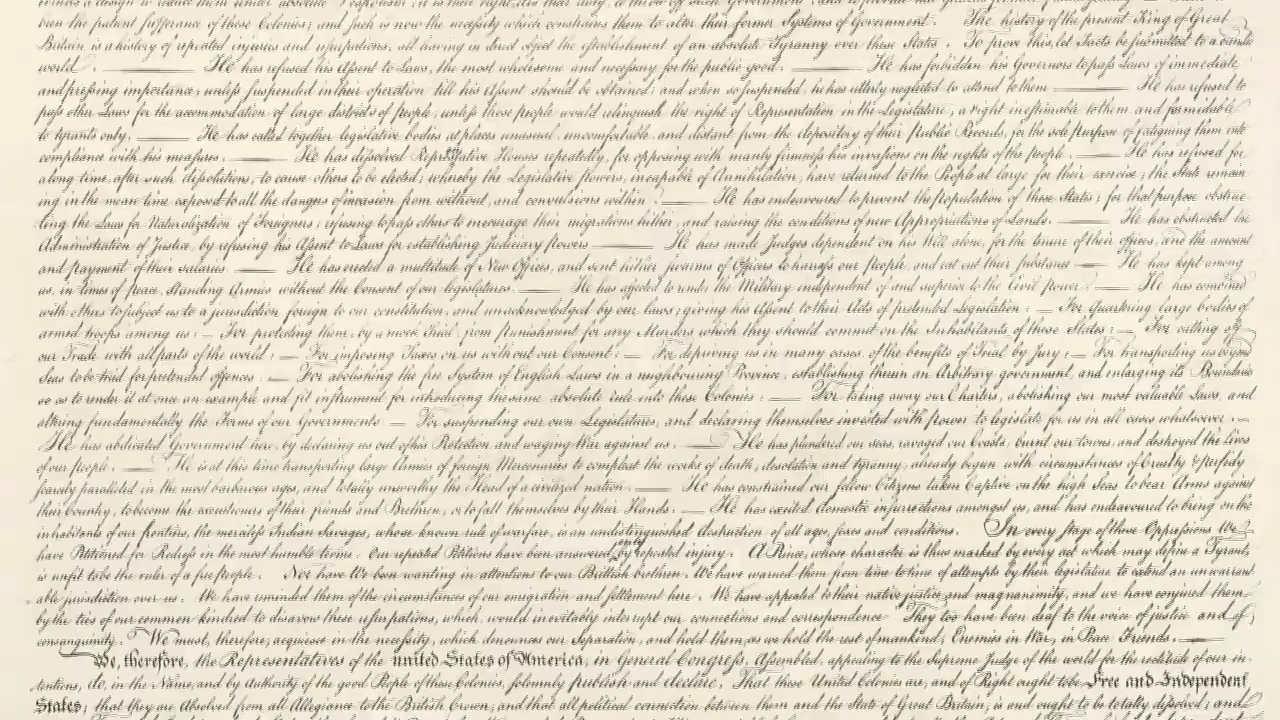 been the patient sufferance of these Colonies; and such is now the necessity which constrains them to alter their former Systems of Government. The history of the present King of Great
Britain is a history of repeated injuries and usurpations, all having in direct object the establishment of an absolute Tyranny over these States. To prove this, let Facts be submitted to a candid
world. — He has refused his Assent to Laws, the most wholesome and necessary for the public good. — He has forbidden his Governors to pass Laws of immediate
and pressing importance, unless suspended in their operation till his Assent should be obtained; and when so suspended, he has utterly neglected to attend to them — He has refused to
pass other Laws for the accommodation of large districts of people, unless those people would relinquish the right of Representation in the Legislature, a right inestimable to them and formidable
to tyrants only. — He has called together legislative bodies at places unusual, uncomfortable, and distant from the depository of their Public Records, for the sole purpose of fatiguing them into
compliance with his measures. — He has dissolved Representative Houses repeatedly, for opposing with manly firmness his invasions on the rights of the people. — He has refused for
a long time, after such dissolutions, to cause others to be elected; whereby the Legislative powers, incapable of Annihilation, have returned to the People at large for their exercise; the State remain
ing in the mean time exposed to all the dangers of invasion from without, and convulsions within. — He has endeavoured to prevent the population of these States; for that purpose obstruc-
ting the Laws for Naturalization of Foreigners; refusing to pass others to encourage their migrations hither, and raising the conditions of new Appropriations of Lands. — He has obstructed the
Administration of Justice, by refusing his Assent to Laws for establishing Judiciary powers — He has made Judges dependent on his Will alone, for the tenure of their offices, and the amount
and payment of their salaries. — He has erected a multitude of New Offices, and sent hither swarms of Officers to harrass our People, and eat out their substance — He has kept among
us, in times of peace, Standing Armies without the Consent of our legislatures. — He has affected to render the Military independent of and superior to the Civil power. — He has combined
with others to subject us to a jurisdiction foreign to our constitution, and unacknowledged by our laws; giving his Assent to their Acts of pretended Legislation: — For Quartering large bodies of
armed troops among us: — For protecting them, by a mock Trial, from punishment for any Murders which they should commit on the Inhabitants of these States: — For cutting off
our Trade with all parts of the world: — For imposing Taxes on us without our Consent: — For depriving us in many cases, of the benefits of Trial by Jury: — For transporting us beyond
Seas to be tried for pretended offences: — For abolishing the free System of English Laws in a neighbouring Province, establishing therein an Arbitrary government, and enlarging its Boundaries
so as to render it at once an example and fit instrument for introducing the same absolute rule into these Colonies: — For taking away our Charters, abolishing our most valuable Laws, and
altering fundamentally the Forms of our Governments: — For suspending our own Legislatures, and declaring themselves invested with power to legislate for us in all cases whatsoever. —
He has abdicated Government here, by declaring us out of his Protection and waging War against us. — He has plundered our seas, ravaged our Coasts, burnt our towns, and destroyed the lives
of our people. — He is at this time transporting large Armies of foreign Mercenaries to compleat the works of death, desolation and tyranny, already begun with circumstances of Cruelty & perfidy
scarcely paralleled in the most barbarous ages, and totally unworthy the Head of a civilized nation. — He has constrained our fellow Citizens taken Captive on the high Seas to bear Arms against
their Country, to become the executioners of their friends and Brethren, or to fall themselves by their Hands. — He has excited domestic insurrections amongst us, and has endeavoured to bring on the
inhabitants of our frontiers, the merciless Indian Savages, whose known rule of warfare, is an undistinguished destruction of all ages, sexes and conditions. In every stage of these Oppressions We
have Petitioned for Redress in the most humble terms: Our repeated Petitions have been answered only by repeated injury. A Prince, whose character is thus marked by every act which may define a Tyrant,
is unfit to be the ruler of a free people. Nor have We been wanting in attentions to our Brittish brethren. We have warned them from time to time of attempts by their legislature to extend an unwarrant-
able jurisdiction over us. We have reminded them of the circumstances of our emigration and settlement here. We have appealed to their native justice and magnanimity, and we have conjured them
by the ties of our common kindred to disavow these usurpations, which, would inevitably interrupt our connections and correspondence They too have been deaf to the voice of justice and of
consanguinity. We must, therefore, acquiesce in the necessity, which denounces our Separation, and hold them, as we hold the rest of mankind, Enemies in War, in Peace Friends. —
We, therefore, the Representatives of the united States of America, in General Congress, Assembled, appealing to the Supreme Judge of the world for the rectitude of our in-
tentions, do, in the Name, and by Authority of the good People of these Colonies, solemnly publish and declare, That these United Colonies are, and of Right ought to be Free and Independent
States; that they are Absolved from all Allegiance to the British Crown, and that all political connection between them and the State of Great Britain, is and ought to be totally dissolved; and